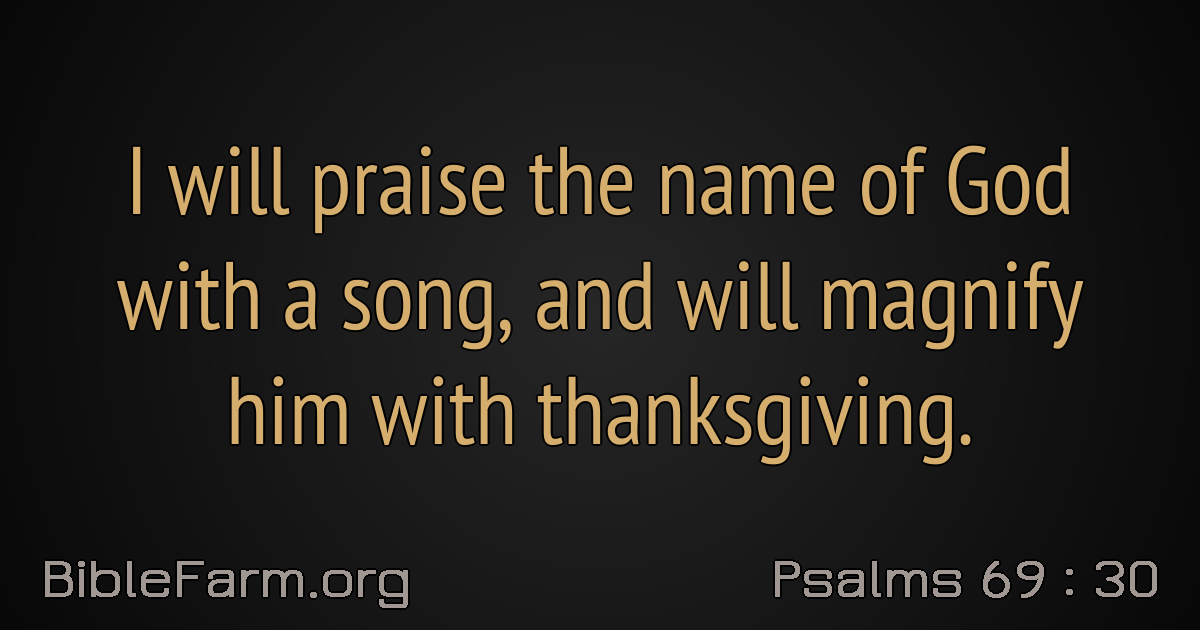 I will praise the name of God
with a song, and will magnify
him with thanksgiving.
BibleFarm.org
Psalms 69 : 30